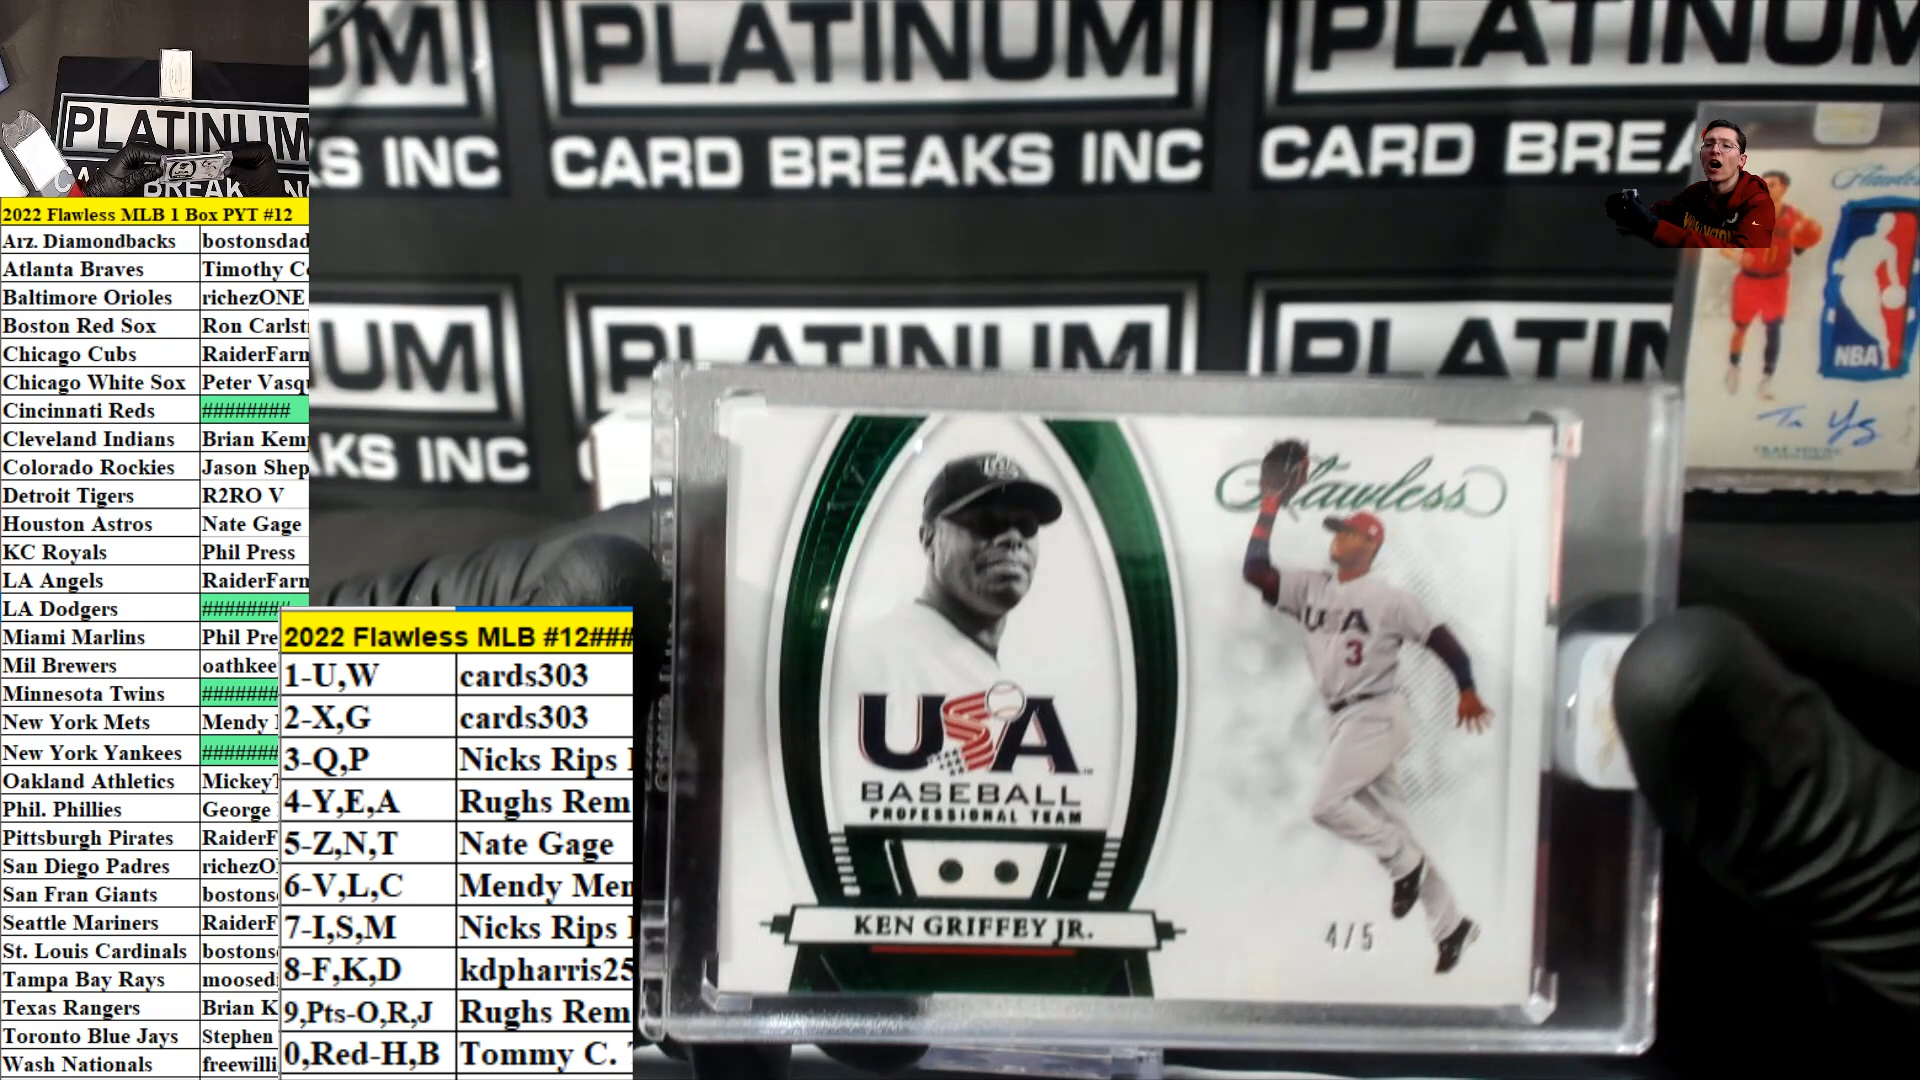 PLATINUM
CARD BREAKS INC
PLATINUM
CARD BREAKS INC
2022 Flawless MLB 1 Box PYT #12
Arz. Diamondbacks bostonsdad
Atlanta Braves Timothy
Baltimore Orioles richezONE
Boston Red Sox Ron
Chicago Cubs RaiderFarm
Chicago White Sox Peter
Cincinnati Reds ########
Cleveland Indians Brian
Colorado Rockies Jason
Detroit Tigers R2RO V
Houston Astros Nate Gage
KC Royals Phil Press
LA Angels RaiderFarm
LA Dodgers ########
Miami Marlins Phil Pre
Mil Brewers oathkee
Minnesota Twins #######
New York Mets Mendy
New York Yankees #######
Oakland Athletics Mickey
Phil. Phillies George
Pittsburgh Pirates RaiderF
San Diego Padres richezO
San Fran Giants bostons
Seattle Mariners RaiderF
St. Louis Cardinals bostons
Tampa Bay Rays moosed
Texas Rangers Brian K
Toronto Blue Jays Stephen
Wash Nationals freewilli
2022 Flawless MLB #12###
1-U,W cards303
2-X,G cards303
3-Q,P Nicks Rips
4-Y,E,A Rughs Rem
5-Z,N,T Nate Gage
6-V,L,C Mendy Men
7-I,S,M Nicks Rips
8-F,K,D kdpharris25
9,Pts-O,R,J Rughs Rem
0,Red-H,B Tommy C.
Flawless
USA
BASEBALL
PROFESSIONAL TEAM
KEN GRIFFEY JR.
USA
3
4/5
NBA